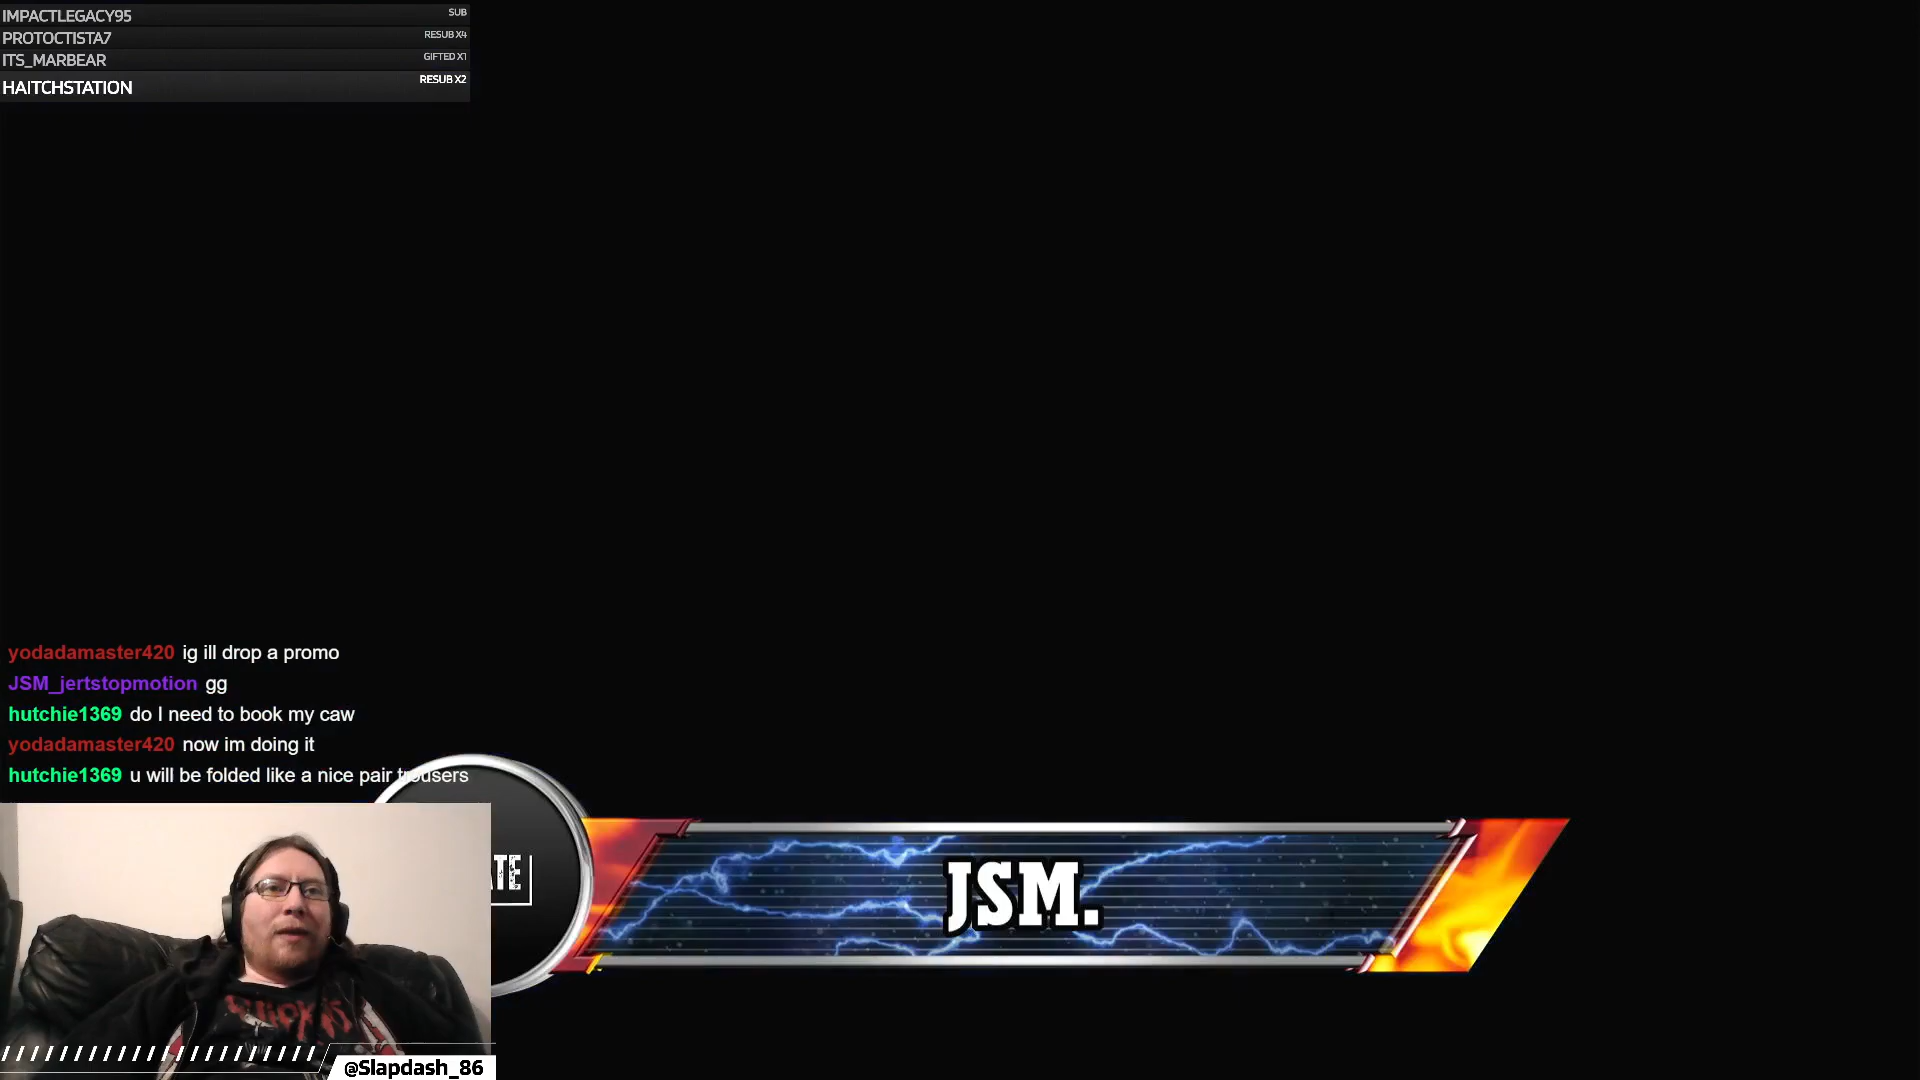 IMPACTLEGACY95 SUB
PROTOCTISTA7 RESUB X4
ITS_MARBEAR GIFTED X1
HAITCHSTATION RESUB X2
yodadamaster420 ig ill drop a promo
JSM_jertstopmotion gg
hutchie1369 do I need to book my caw
yodadamaster420 now im doing it
hutchie1369 u will be folded like a nice pair trousers
JSM.
@Slapdash_86